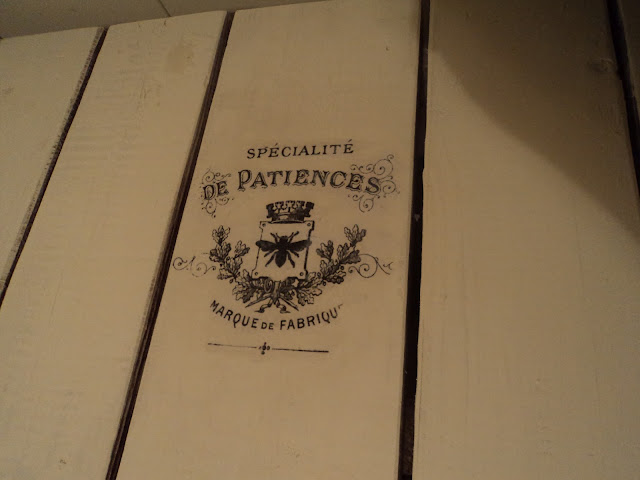 SPÉCIALITÉ
DE PATIENCES
MARQUE DE FABRIQU